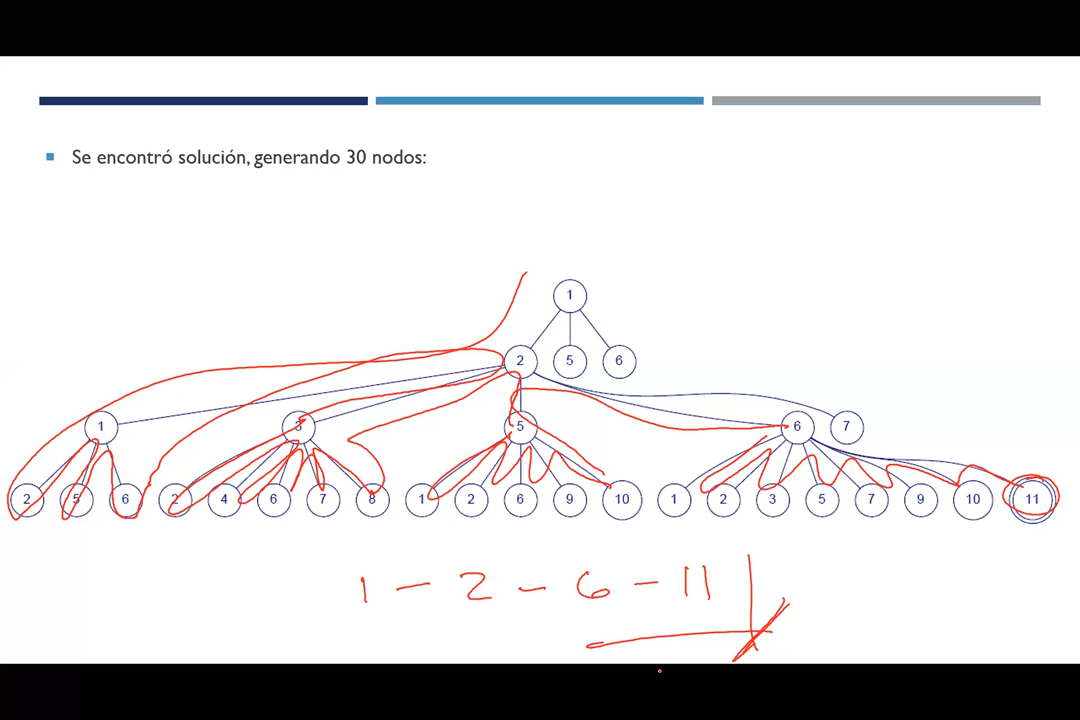 Se encontró solución, generando 30 nodos:
1
2 5 6
1 3 5 6 7
2 5 6 2 4 6 7 8 1 2 6 9 10 1 2 3 5 7 9 10 11
1 - 2 - 6 - 11